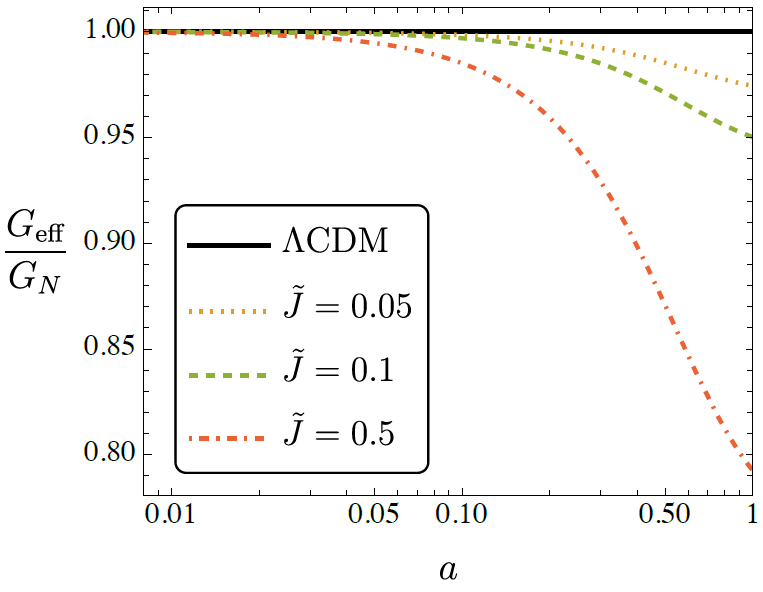 1.00
0.95
0.90
0.85
0.80
G_eff
G_N
ΛCDM
J̃ = 0.05
J̃ = 0.1
J̃ = 0.5
0.01 0.05 0.10 0.50 1
a